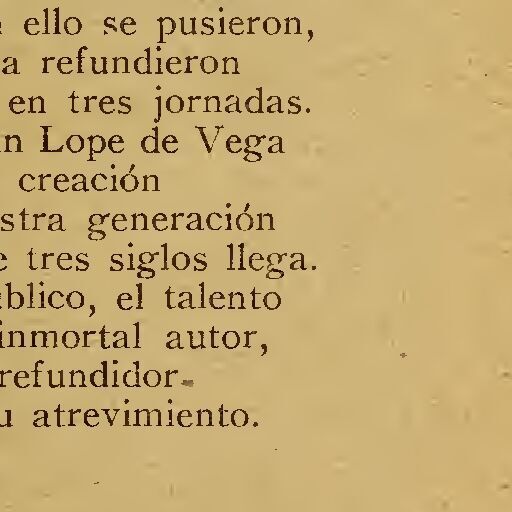 ello se pusieron,
a refundieron
en tres jornadas.
n Lope de Vega
creación
stra generación
e tres siglos llega.
blico, el talento
inmortal autor,
refundidor
u atrevimiento.